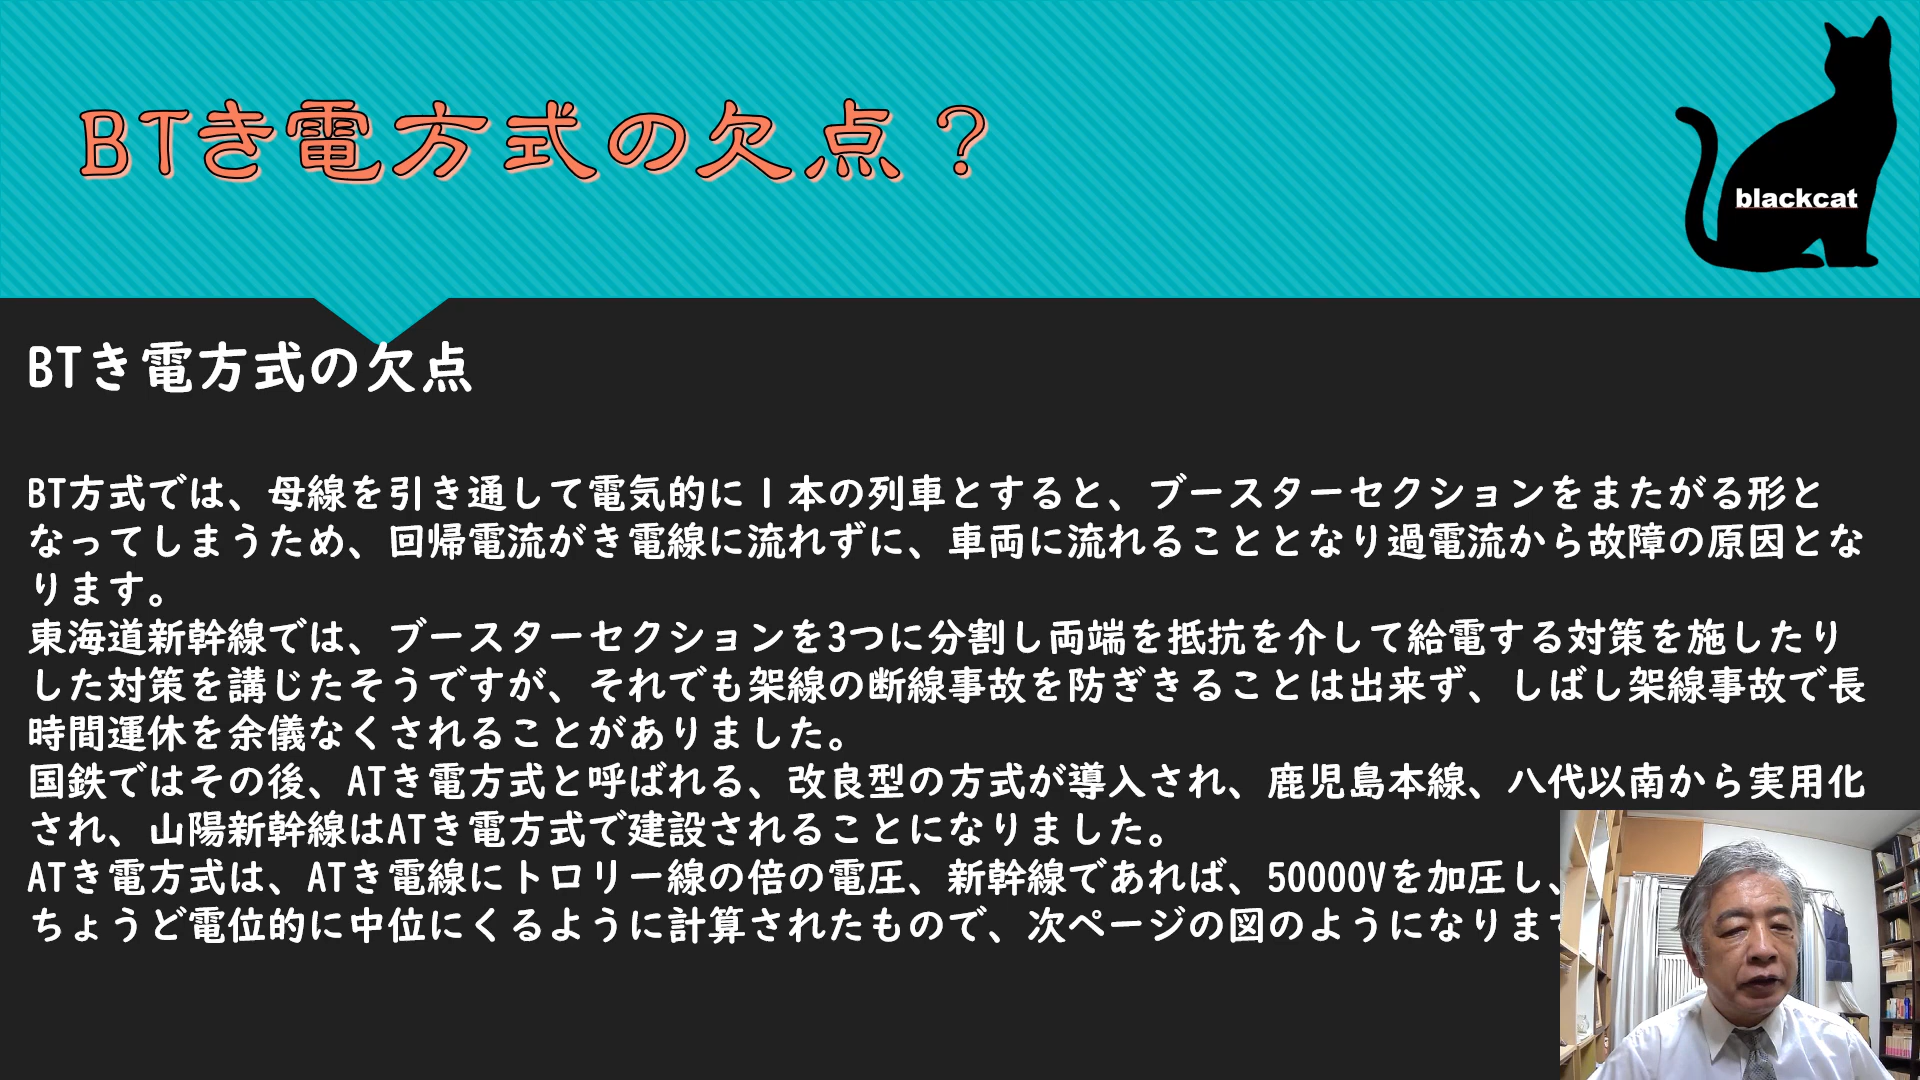 BTき電方式の欠点？
blackcat
BTき電方式の欠点
BT方式では、母線を引き通して電気的に１本の列車とすると、ブースターセクションをまたがる形と
なってしまうため、回帰電流がき電線に流れずに、車両に流れることとなり過電流から故障の原因とな
ります。
東海道新幹線では、ブースターセクションを3つに分割し両端を抵抗を介して給電する対策を施したり
した対策を講じたそうですが、それでも架線の断線事故を防ぎきることは出来ず、しばし架線事故で長
時間運休を余儀なくされることがありました。
国鉄ではその後、ATき電方式と呼ばれる、改良型の方式が導入され、鹿児島本線、八代以南から実用化
され、山陽新幹線はATき電方式で建設されることになりました。
ATき電方式は、ATき電線にトロリー線の倍の電圧、新幹線であれば、50000Vを加圧し、
ちょうど電位的に中位にくるように計算されたもので、次ページの図のようになります